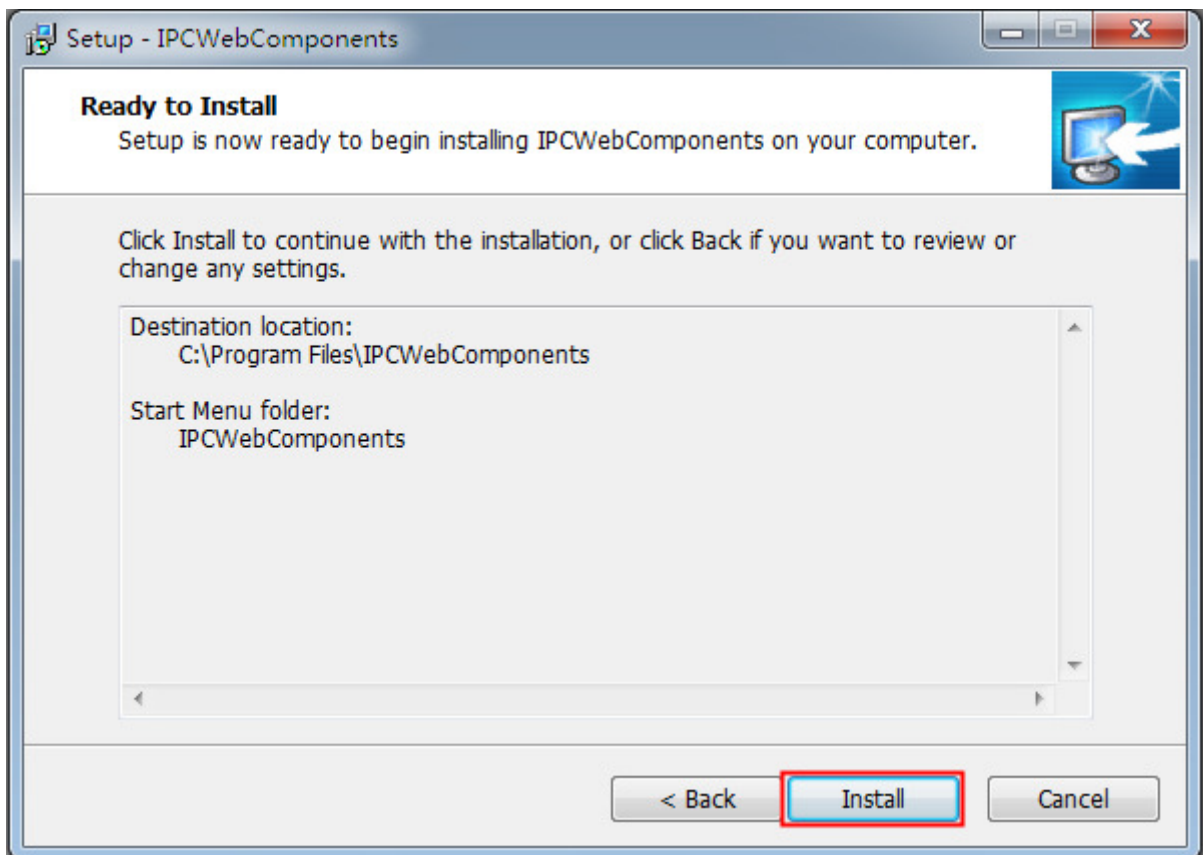 Setup - IPCWebComponents
Ready to Install
Setup is now ready to begin installing IPCWebComponents on your computer.
Click Install to continue with the installation, or click Back if you want to review or
change any settings.
Destination location:
C:\Program Files\IPCWebComponents
Start Menu folder:
IPCWebComponents
< Back Install Cancel